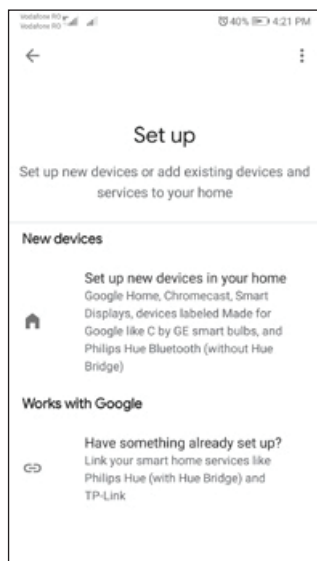 Vodafone RO
Vodafone RO
40% 4:21 PM
Set up
Set up new devices or add existing devices and
services to your home
New devices
Set up new devices in your home
Google Home, Chromecast, Smart
Displays, devices labeled Made for
Google like C by GE smart bulbs, and
Philips Hue Bluetooth (without Hue
Bridge)
Works with Google
Have something already set up?
Link your smart home services like
Philips Hue (with Hue Bridge) and
TP-Link